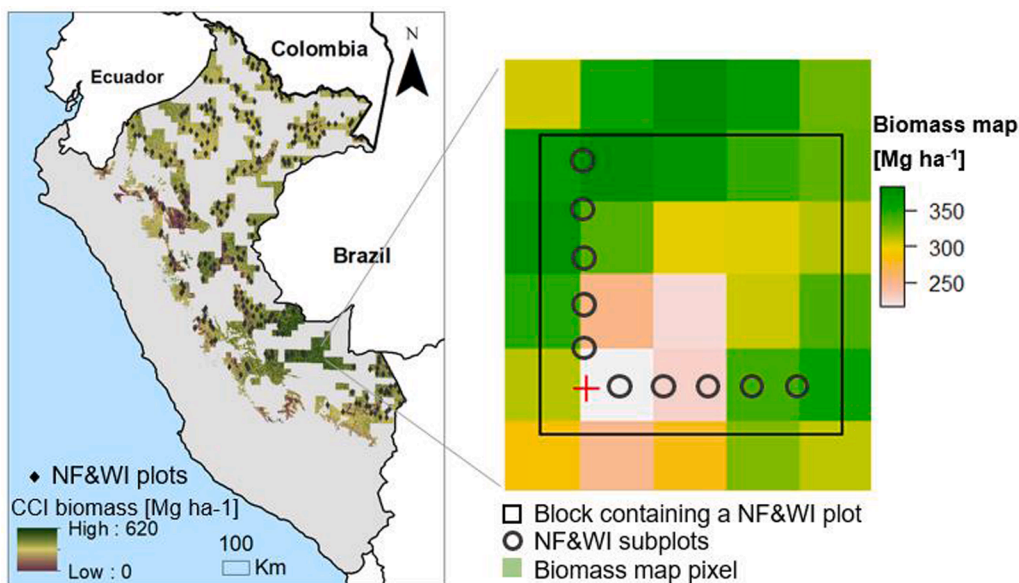 Colombia
N
Ecuador
Brazil
NF&WI plots
CCI biomass [Mg ha-1]
High : 620
Low : 0
100
Km
Biomass map
[Mg ha-1]
350
300
250
Block containing a NF&WI plot
NF&WI subplots
Biomass map pixel